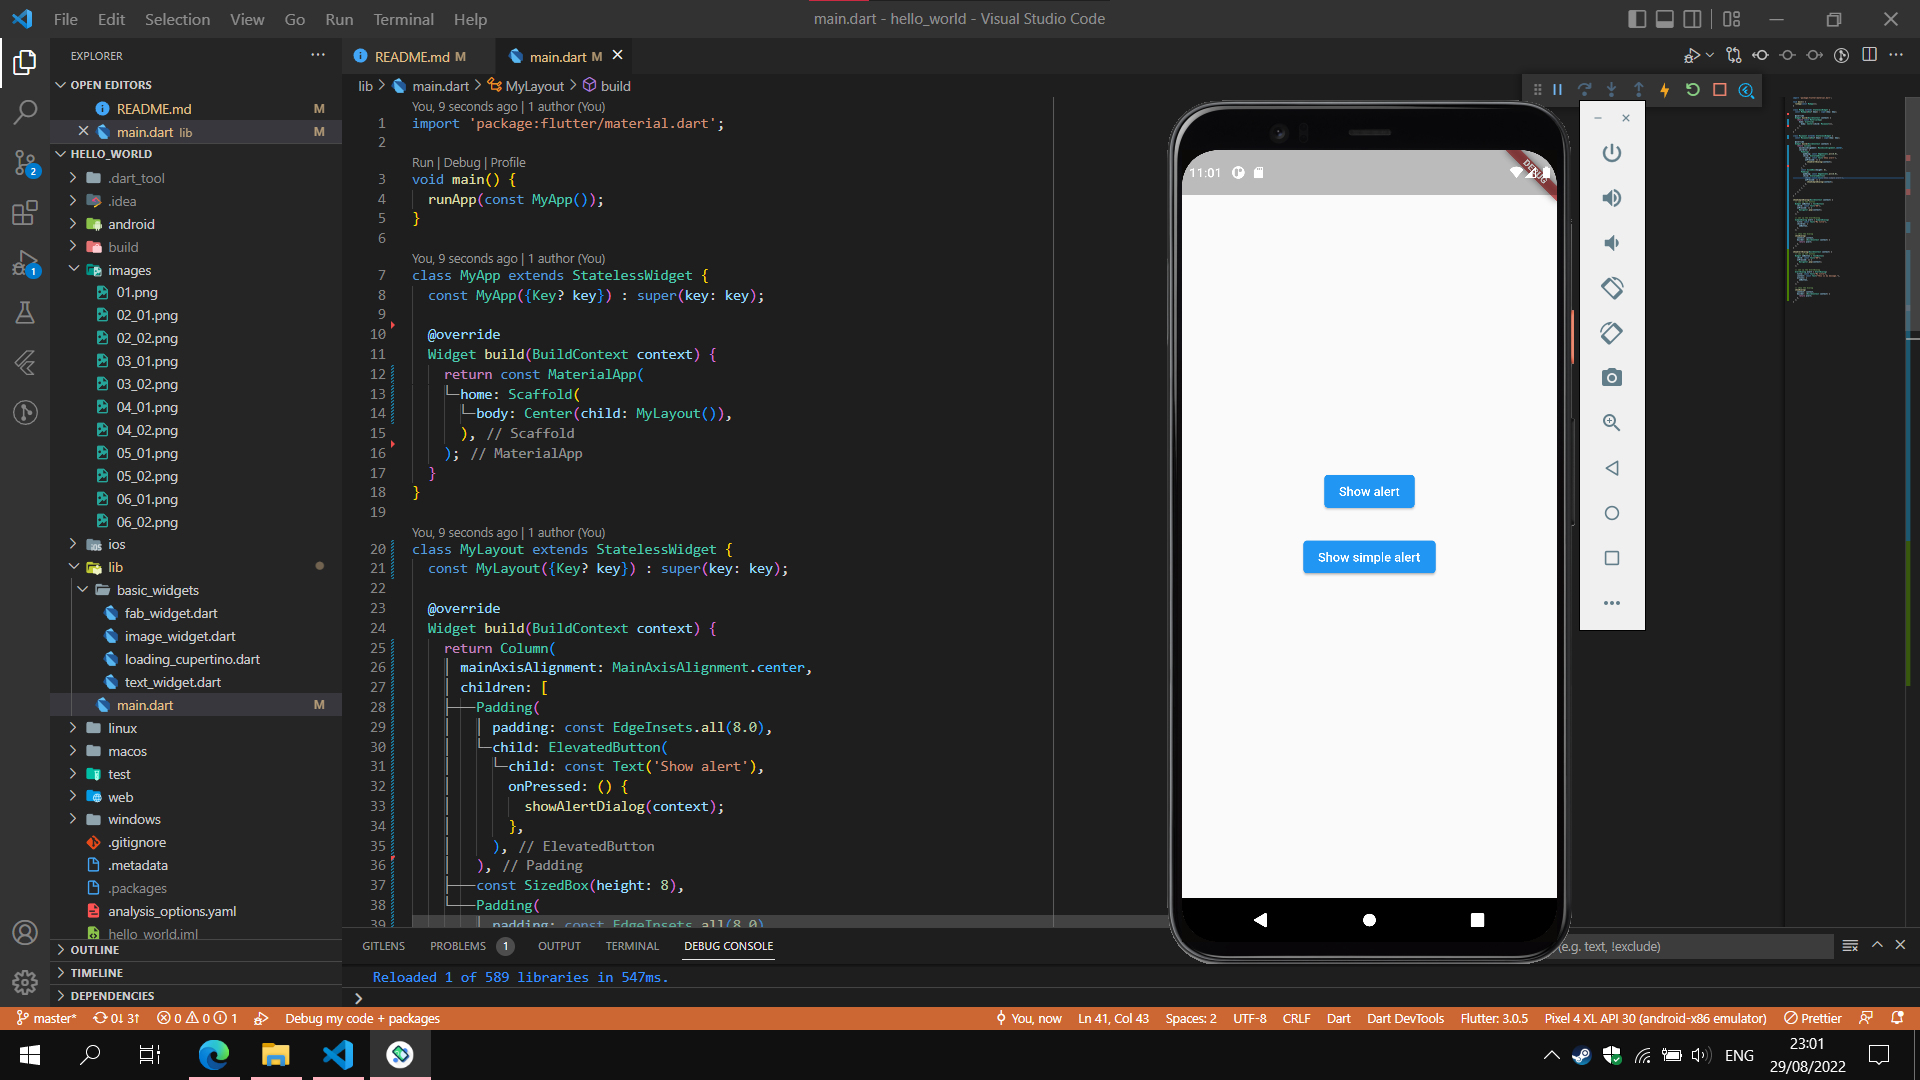 File Edit Selection View Go Run Terminal Help
main.dart - hello_world - Visual Studio Code
EXPLORER
OPEN EDITORS
README.md M
main.dart lib M
HELLO_WORLD
.dart_tool
.idea
android
build
images
01.png
02_01.png
02_02.png
03_01.png
03_02.png
04_01.png
04_02.png
05_01.png
05_02.png
06_01.png
06_02.png
ios
lib
basic_widgets
fab_widget.dart
image_widget.dart
loading_cupertino.dart
text_widget.dart
main.dart M
linux
macos
test
web
windows
.gitignore
.metadata
.packages
analysis_options.yaml
hello_world.iml
OUTLINE
TIMELINE
DEPENDENCIES
2
1
README.md M
main.dart M
lib > main.dart > MyLayout > build
You, 9 seconds ago | 1 author (You)
1 import 'package:flutter/material.dart';
2
Run | Debug | Profile
3 void main() {
4 runApp(const MyApp());
5 }
6
You, 9 seconds ago | 1 author (You)
7 class MyApp extends StatelessWidget {
8 const MyApp({Key? key}) : super(key: key);
9
10 @override
11 Widget build(BuildContext context) {
12 return const MaterialApp(
13 home: Scaffold(
14 body: Center(child: MyLayout()),
15 ), // Scaffold
16 ); // MaterialApp
17 }
18 }
19
You, 9 seconds ago | 1 author (You)
20 class MyLayout extends StatelessWidget {
21 const MyLayout({Key? key}) : super(key: key);
22
23 @override
24 Widget build(BuildContext context) {
25 return Column(
26 mainAxisAlignment: MainAxisAlignment.center,
27 children: [
28 Padding(
29 padding: const EdgeInsets.all(8.0),
30 child: ElevatedButton(
31 child: const Text('Show alert'),
32 onPressed: () {
33 showAlertDialog(context);
34 },
35 ), // ElevatedButton
36 ), // Padding
37 const SizedBox(height: 8),
38 Padding(
39 padding: const EdgeInsets.all(8.0)
11:01
DEBUG
Show alert
Show simple alert
GITLENS PROBLEMS 1 OUTPUT TERMINAL DEBUG CONSOLE
(e.g. text, !exclude)
Reloaded 1 of 589 libraries in 547ms.
>
master* 0↓ 3↑ 0 0 1 Debug my code + packages
You, now Ln 41, Col 43 Spaces: 2 UTF-8 CRLF Dart Dart DevTools Flutter: 3.0.5 Pixel 4 XL API 30 (android-x86 emulator) Prettier
ENG
23:01
29/08/2022